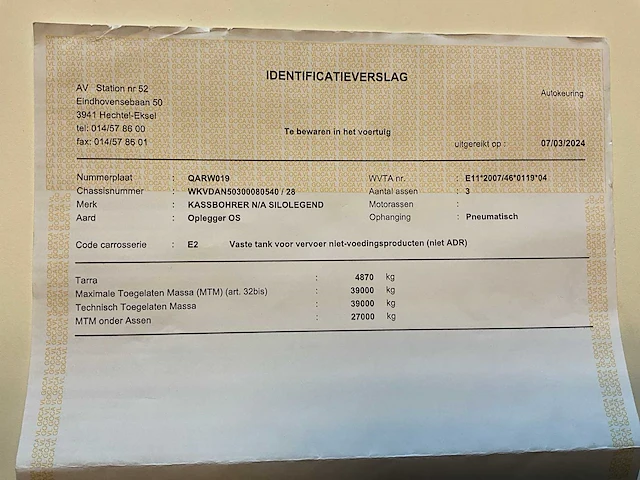 IDENTIFICATIEVERSLAG
AV Station nr 52
Eindhovensebaan 50
3941 Hechtel-Eksel
tel: 014/57 86 00
fax: 014/57 86 01
Autokeuring
Te bewaren in het voertuig
uitgereikt op : 07/03/2024
Nummerplaat : QARW019 WVTA nr. : E11*2007/46*0119*04
Chassisnummer : WKVDAN50300080540 / 28 Aantal assen : 3
Merk : KASSBOHRER N/A SILOLEGEND Motorassen :
Aard : Oplegger OS Ophanging : Pneumatisch
Code carrosserie : E2 Vaste tank voor vervoer niet-voedingsproducten (niet ADR)
Tarra : 4870 kg
Maximale Toegelaten Massa (MTM) (art. 32bis) : 39000 kg
Technisch Toegelaten Massa : 39000 kg
MTM onder Assen : 27000 kg